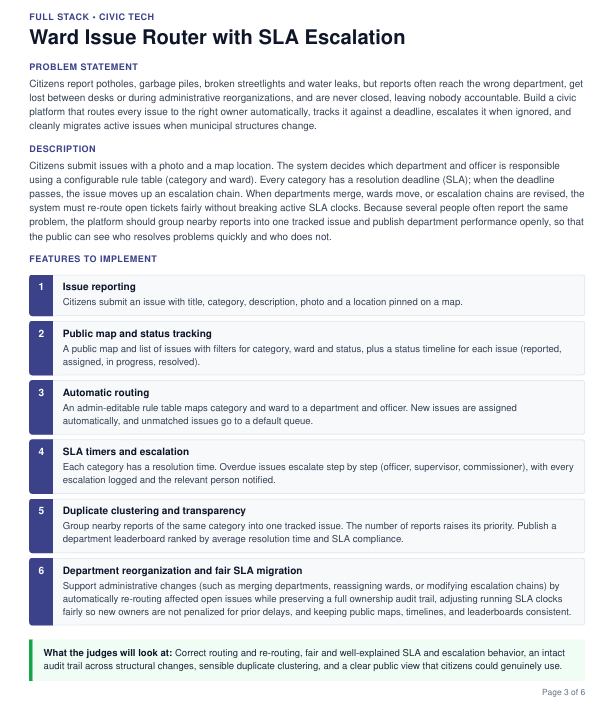 FULL STACK • CIVIC TECH
Ward Issue Router with SLA Escalation
PROBLEM STATEMENT
Citizens report potholes, garbage piles, broken streetlights and water leaks, but reports often reach the wrong department, get
lost between desks or during administrative reorganizations, and are never closed, leaving nobody accountable. Build a civic
platform that routes every issue to the right owner automatically, tracks it against a deadline, escalates it when ignored, and
cleanly migrates active issues when municipal structures change.
DESCRIPTION
Citizens submit issues with a photo and a map location. The system decides which department and officer is responsible
using a configurable rule table (category and ward). Every category has a resolution deadline (SLA); when the deadline
passes, the issue moves up an escalation chain. When departments merge, wards move, or escalation chains are revised, the
system must re-route open tickets fairly without breaking active SLA clocks. Because several people often report the same
problem, the platform should group nearby reports into one tracked issue and publish department performance openly, so that
the public can see who resolves problems quickly and who does not.
FEATURES TO IMPLEMENT
1 Issue reporting
Citizens submit an issue with title, category, description, photo and a location pinned on a map.
2 Public map and status tracking
A public map and list of issues with filters for category, ward and status, plus a status timeline for each issue (reported,
assigned, in progress, resolved).
3 Automatic routing
An admin-editable rule table maps category and ward to a department and officer. New issues are assigned
automatically, and unmatched issues go to a default queue.
4 SLA timers and escalation
Each category has a resolution time. Overdue issues escalate step by step (officer, supervisor, commissioner), with every
escalation logged and the relevant person notified.
5 Duplicate clustering and transparency
Group nearby reports of the same category into one tracked issue. The number of reports raises its priority. Publish a
department leaderboard ranked by average resolution time and SLA compliance.
6 Department reorganization and fair SLA migration
Support administrative changes (such as merging departments, reassigning wards, or modifying escalation chains) by
automatically re-routing affected open issues while preserving a full ownership audit trail, adjusting running SLA clocks
fairly so new owners are not penalized for prior delays, and keeping public maps, timelines, and leaderboards consistent.
What the judges will look at: Correct routing and re-routing, fair and well-explained SLA and escalation behavior, an intact
audit trail across structural changes, sensible duplicate clustering, and a clear public view that citizens could genuinely use.
Page 3 of 6